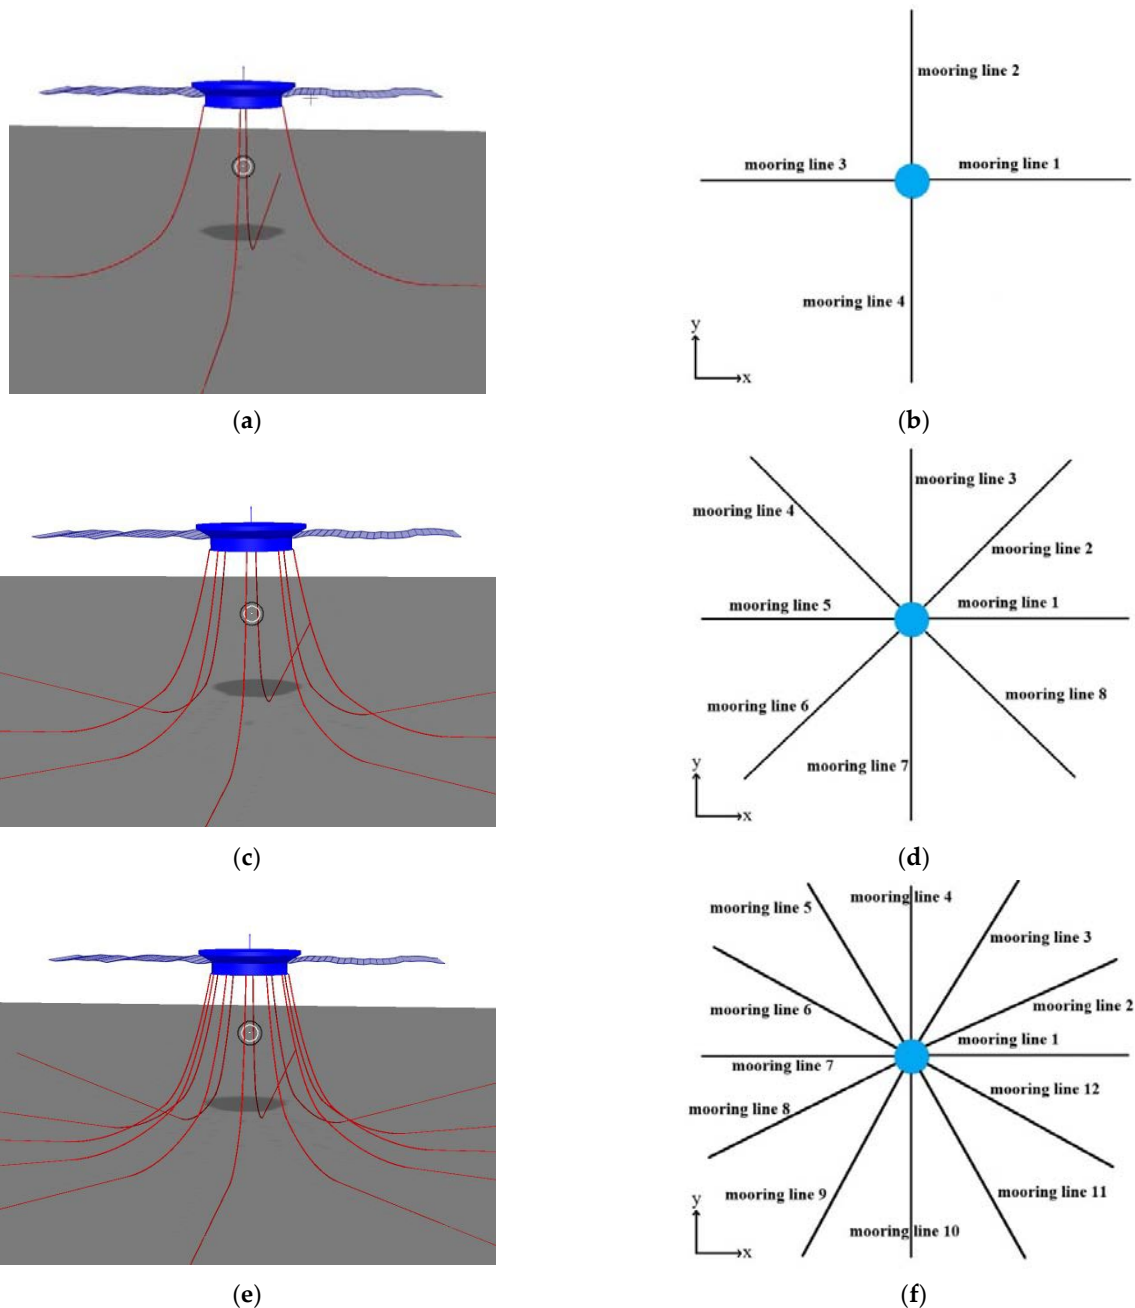 mooring line 2
mooring line 3
mooring line 1
mooring line 4
y
x
(a)
(b)
mooring line 3
mooring line 4
mooring line 2
mooring line 5
mooring line 1
mooring line 6
mooring line 8
mooring line 7
y
x
(c)
(d)
mooring line 4
mooring line 5
mooring line 3
mooring line 6
mooring line 2
mooring line 1
mooring line 7
mooring line 12
mooring line 8
mooring line 9
mooring line 11
mooring line 10
y
x
(e)
(f)